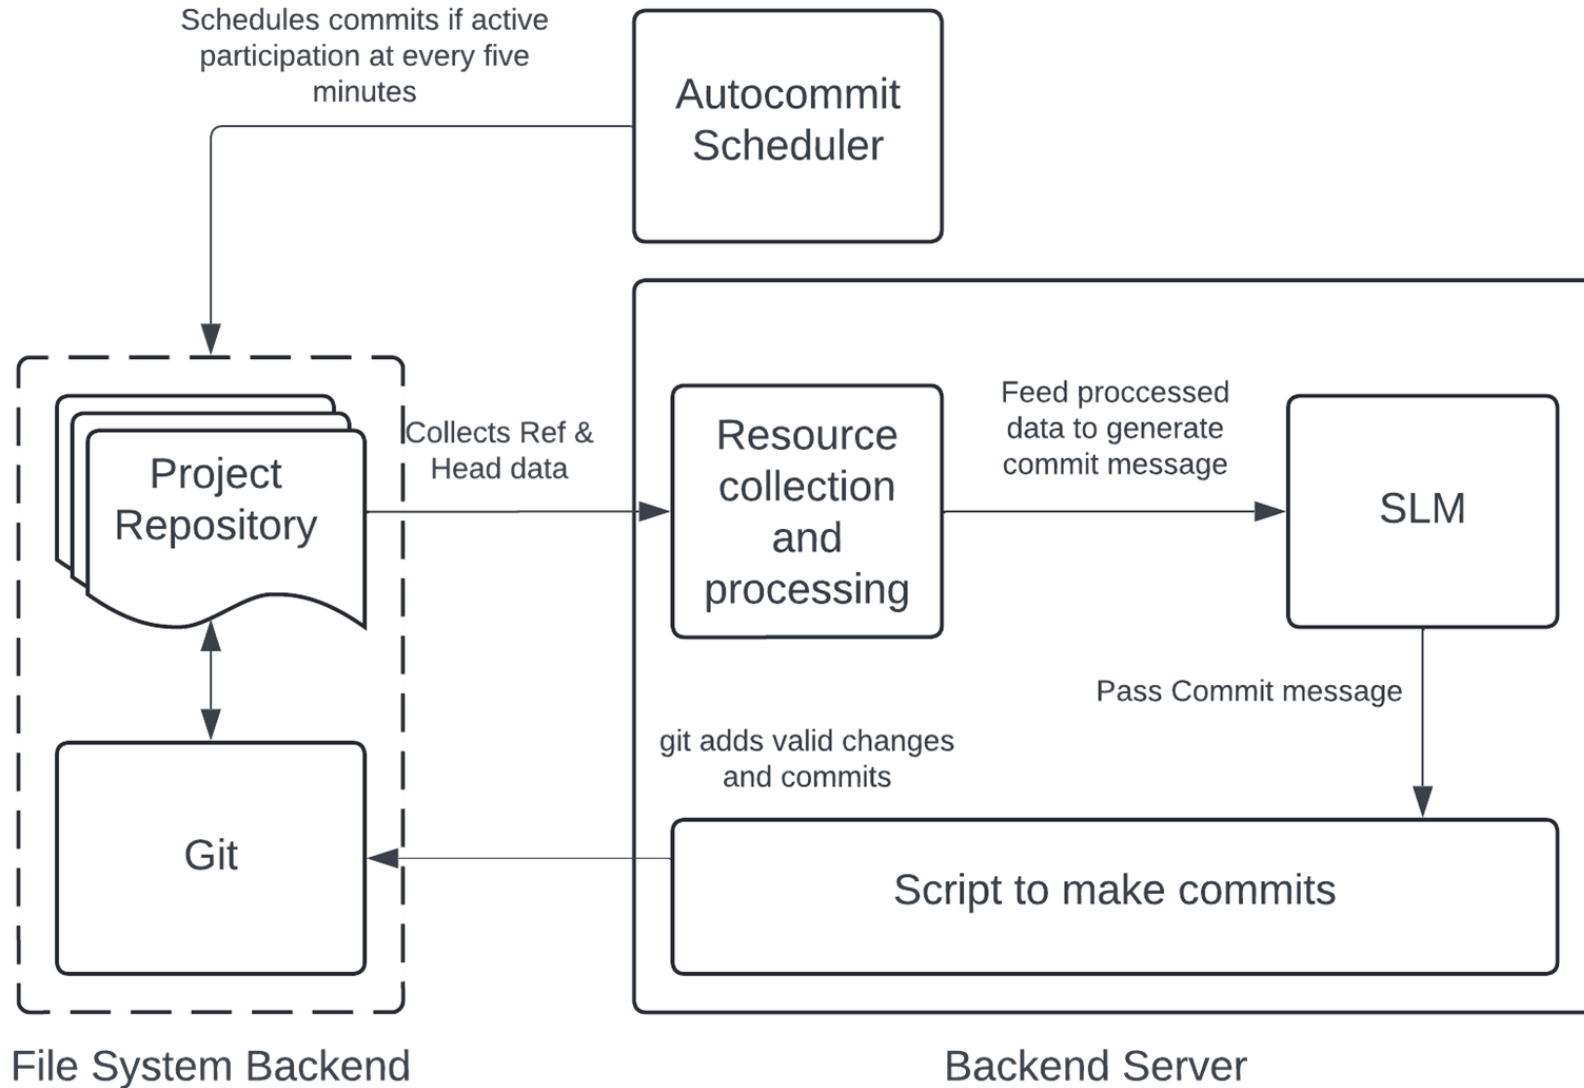 Schedules commits if active
participation at every five
minutes
Autocommit
Scheduler
Project
Repository
Collects Ref &
Head data
Resource
collection
and
processing
Feed proccessed
data to generate
commit message
SLM
Pass Commit message
git adds valid changes
and commits
Git
Script to make commits
File System Backend
Backend Server